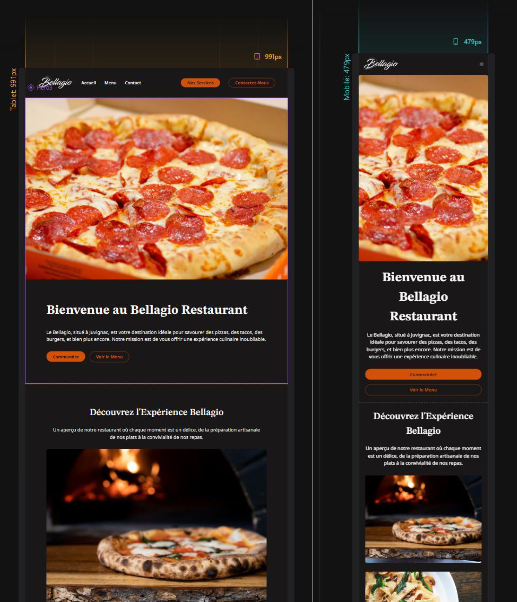 991px
479px
Tablet 991px
Mobile 479px
Bellagio
Accueil Menu Contact
Nos Services
Contactez-Nous
Bienvenue au Bellagio Restaurant
Le Bellagio, situé à Juvignac, est votre destination idéale pour savourer des pizzas, des tacos, des
burgers, et bien plus encore. Notre mission est de vous offrir une expérience culinaire inoubliable.
Commander
Voir le Menu
Découvrez l'Expérience Bellagio
Un aperçu de notre restaurant où chaque moment est un délice, de la préparation artisanale
de nos plats à la convivialité de nos repas.
Bellagio
Bienvenue au
Bellagio
Restaurant
Le Bellagio, situé à Juvignac, est votre destination
idéale pour savourer des pizzas, des tacos, des
burgers, et bien plus encore. Notre mission est de
vous offrir une expérience culinaire inoubliable.
Commander
Voir le Menu
Découvrez l'Expérience
Bellagio
Un aperçu de notre restaurant où chaque moment
est un délice, de la préparation artisanale de nos
plats à la convivialité de nos repas.